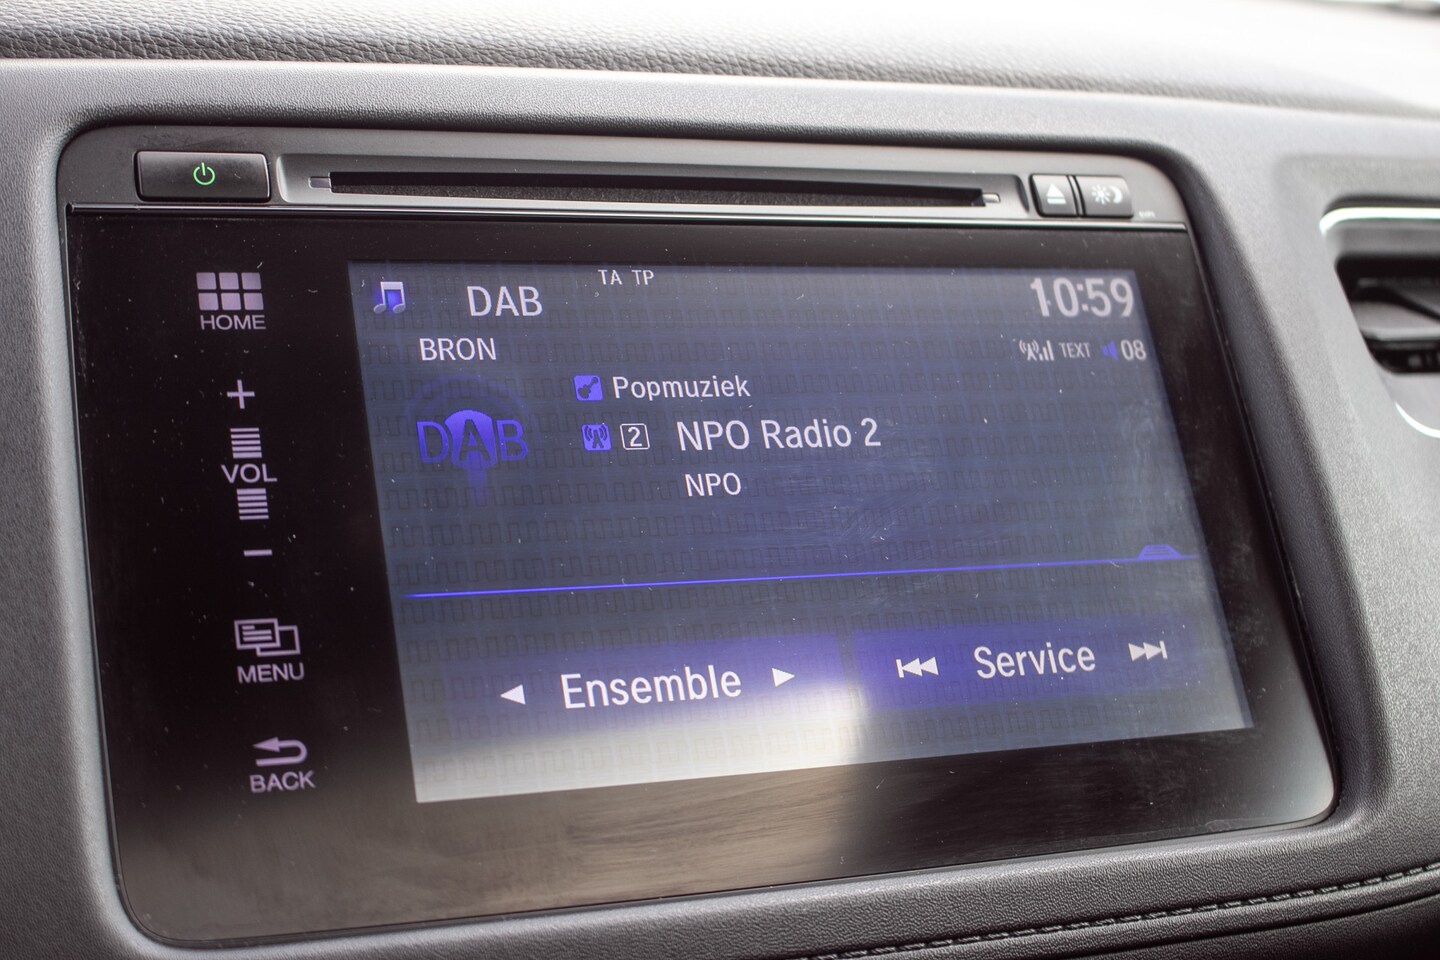 TA TP
DAB
10:59
BRON
TEXT 08
Popmuziek
DAB
2 NPO Radio 2
NPO
Ensemble
Service
HOME
+
VOL
-
MENU
BACK